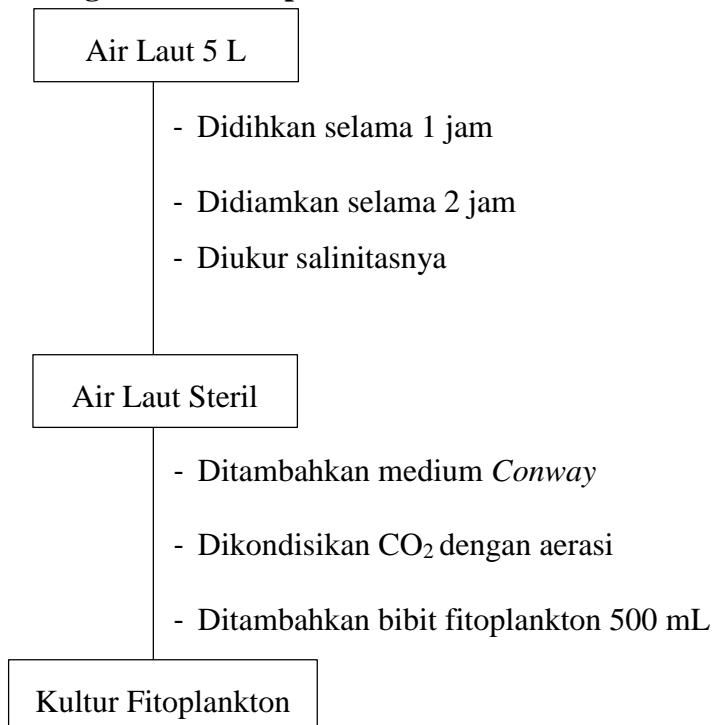 Air Laut 5 L
- Didihkan selama 1 jam
- Didiamkan selama 2 jam
- Diukur salinitasnya
Air Laut Steril
- Ditambahkan medium Conway
- Dikondisikan CO₂ dengan aerasi
- Ditambahkan bibit fitoplankton 500 mL
Kultur Fitoplankton